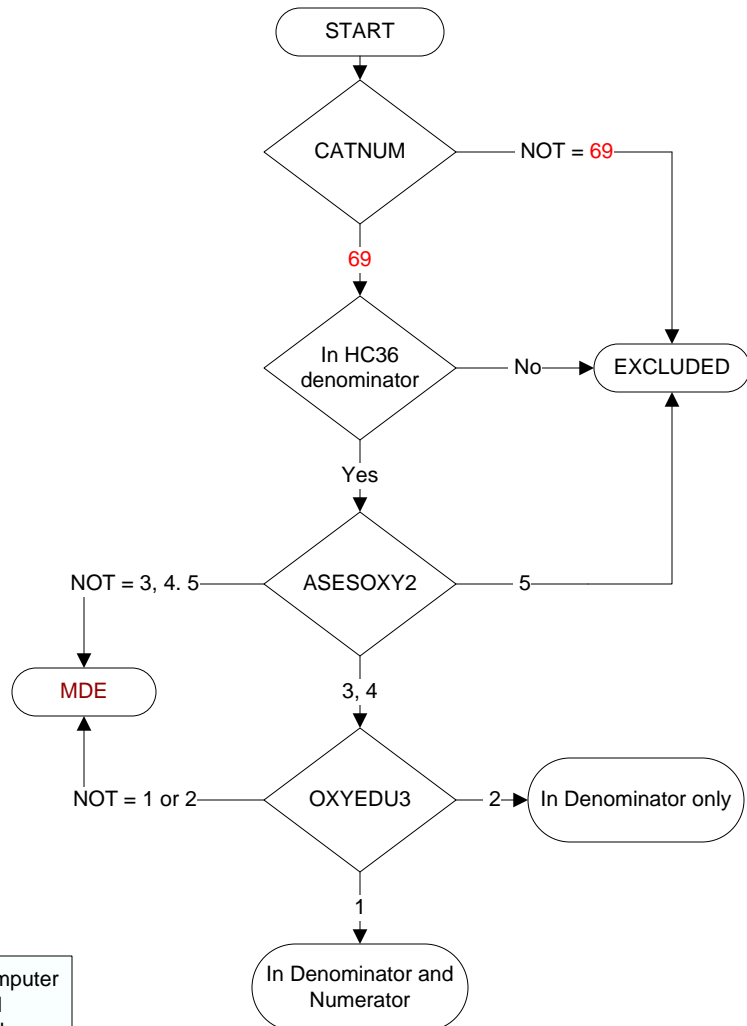 START
CATNUM
NOT = 69
69
In HC36
denominator
No
EXCLUDED
Yes
NOT = 3, 4. 5
ASESOXY2
5
MDE
3, 4
NOT = 1 or 2
OXYEDU3
2
In Denominator only
1
In Denominator and
Numerator